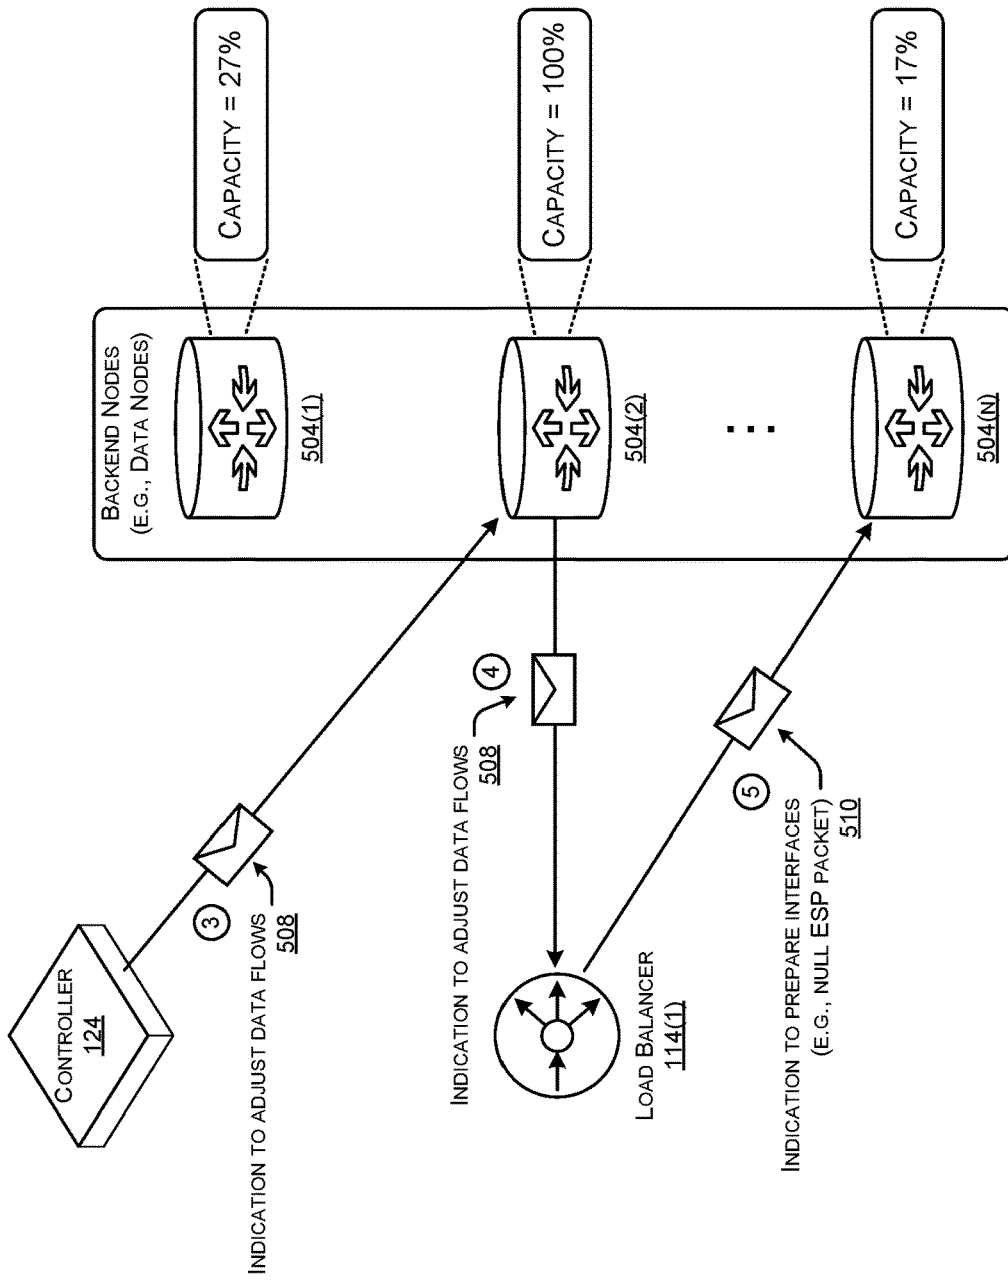 CONTROLLER
124
3
INDICATION TO ADJUST DATA FLOWS
508
INDICATION TO ADJUST DATA FLOWS
508
4
LOAD BALANCER
114(1)
5
INDICATION TO PREPARE INTERFACES
(E.G., NULL ESP PACKET)
510
BACKEND NODES
(E.G., DATA NODES)
504(1)
504(2)
504(N)
CAPACITY = 27%
CAPACITY = 100%
CAPACITY = 17%